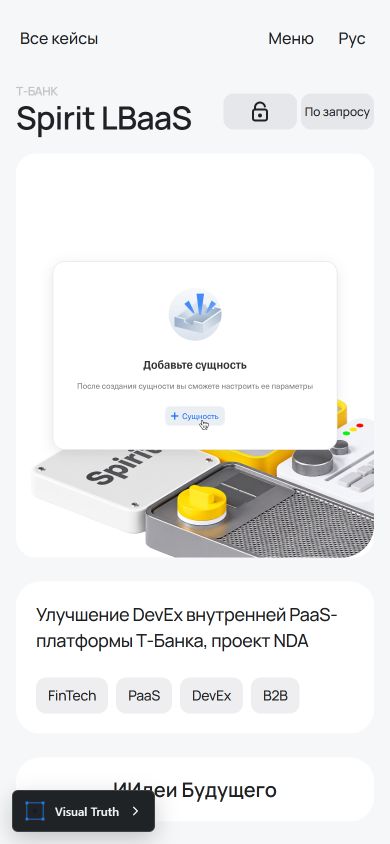 Все кейсы
Меню
Рус
Т-БАНК
Spirit LBaaS
По запросу
Добавьте сущность
После создания сущности вы сможете настроить ее параметры
+ Сущность
Spirit
Улучшение DevEx внутренней PaaS-
платформы Т-Банка, проект NDA
FinTech
PaaS
DevEx
B2B
ИИдеи Будущего
Visual Truth